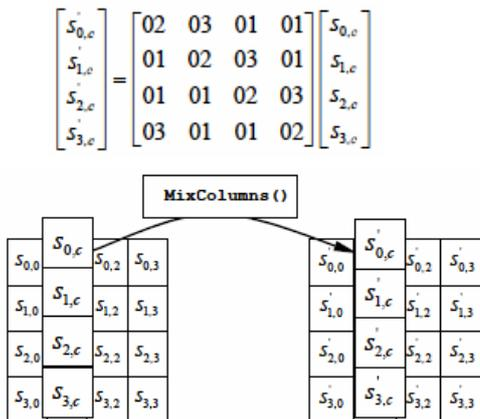 [s'0,c s'1,c s'2,c s'3,c] = [02 03 01 01 [s0,c
01 02 03 01 s1,c
01 01 02 03 s2,c
03 01 01 02] s3,c]
MixColumns()
s0,0 s0,c s0,2 s0,3 s'0,0 s'0,c s'0,2 s'0,3
s1,0 s1,c s1,2 s1,3 s'1,0 s'1,c s'1,2 s'1,3
s2,0 s2,c s2,2 s2,3 s'2,0 s'2,c s'2,2 s'2,3
s3,0 s3,c s3,2 s3,3 s'3,0 s'3,c s'3,2 s'3,3